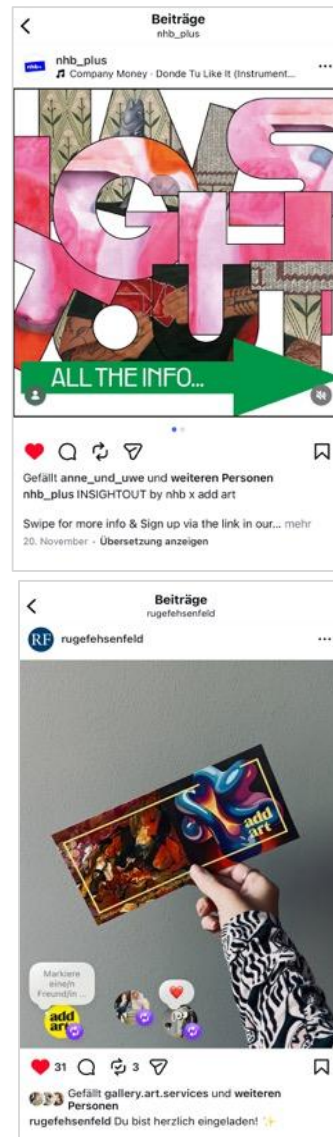 Beiträge
nhb_plus
nhb_plus
Company Money · Donde Tu Like It (Instrument...
INSIGHTOUT
ALL THE INFO...
Gefällt anne_und_uwe und weiteren Personen
nhb_plus INSIGHTOUT by nhb x add art
Swipe for more info & Sign up via the link in our... mehr
20. November · Übersetzung anzeigen
Beiträge
rugefehsenfeld
RF rugefehsenfeld
add
art
Markiere
eine/n
Freund/in ...
add
art
31 3
Gefällt gallery.art.services und weiteren
Personen
rugefehsenfeld Du bist herzlich eingeladen! ✨